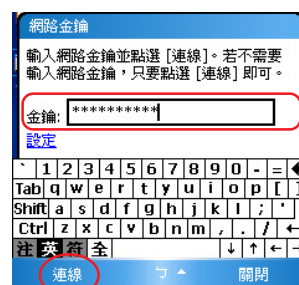 網路金鑰
輸入網路金鑰並點選 [連線]。若不需要
輸入網路金鑰，只要點選 [連線] 即可。
金鑰: **********
設定
` 1 2 3 4 5 6 7 8 9 0 - =
Tab q w e r t y u i o p [ ]
Shift a s d f g h j k l ; '
Ctrl z x c v b n m , . / ←
注 英 符 全 ↓ ↑ ← →
連線 ㄅ 關閉